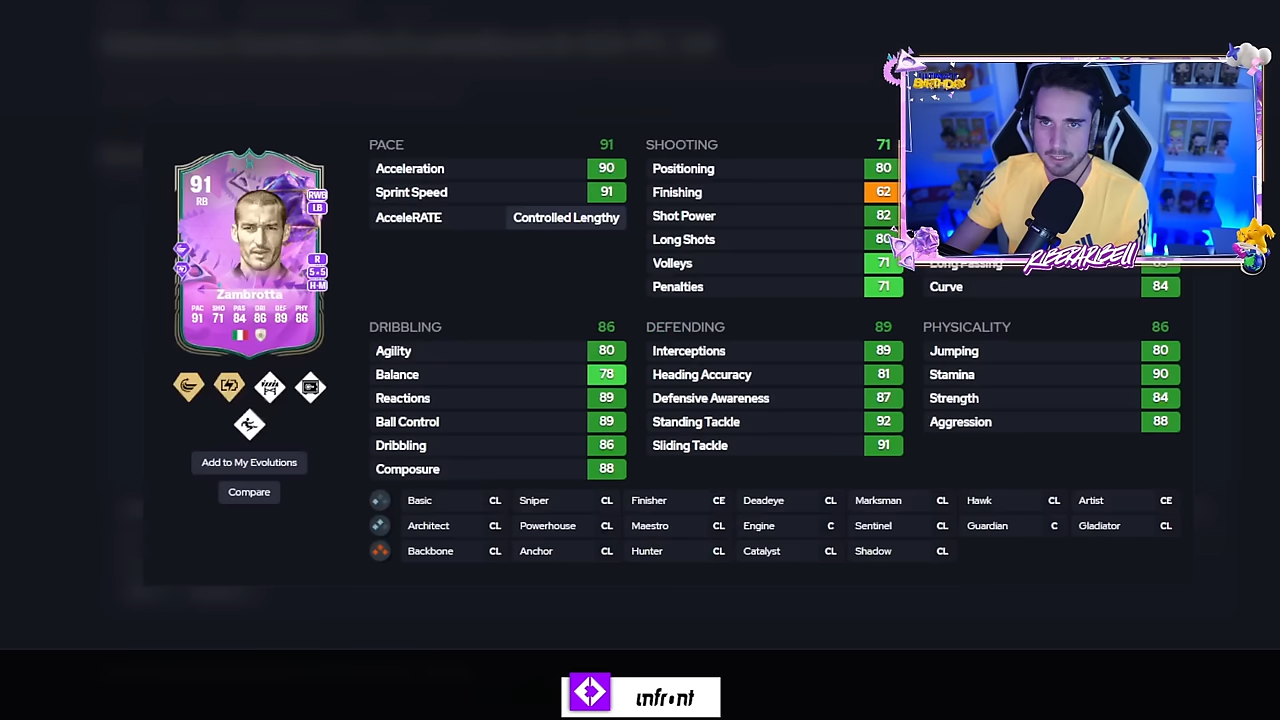 PACE 91
Acceleration 90
Sprint Speed 91
AcceleRATE Controlled Lengthy
SHOOTING 71
Positioning 80
Finishing 62
Shot Power 82
Long Shots 80
Volleys 71
Penalties 71
Long Passing
Curve 84
BIRTHDAY
RIBERARIBELL
91
RB
RWB
LB
R
5★5
H·M
Zambrotta
PAC SHO PAS DRI DEF PHY
91 71 84 86 89 86
Add to My Evolutions
Compare
DRIBBLING 86
Agility 80
Balance 78
Reactions 89
Ball Control 89
Dribbling 86
Composure 88
DEFENDING 89
Interceptions 89
Heading Accuracy 81
Defensive Awareness 87
Standing Tackle 92
Sliding Tackle 91
PHYSICALITY 86
Jumping 80
Stamina 90
Strength 84
Aggression 88
Basic CL Sniper CL Finisher CE Deadeye CL Marksman CL Hawk CL Artist CE
Architect CL Powerhouse CL Maestro CL Engine C Sentinel CL Guardian C Gladiator CL
Backbone CL Anchor CL Hunter CL Catalyst CL Shadow CL
infront